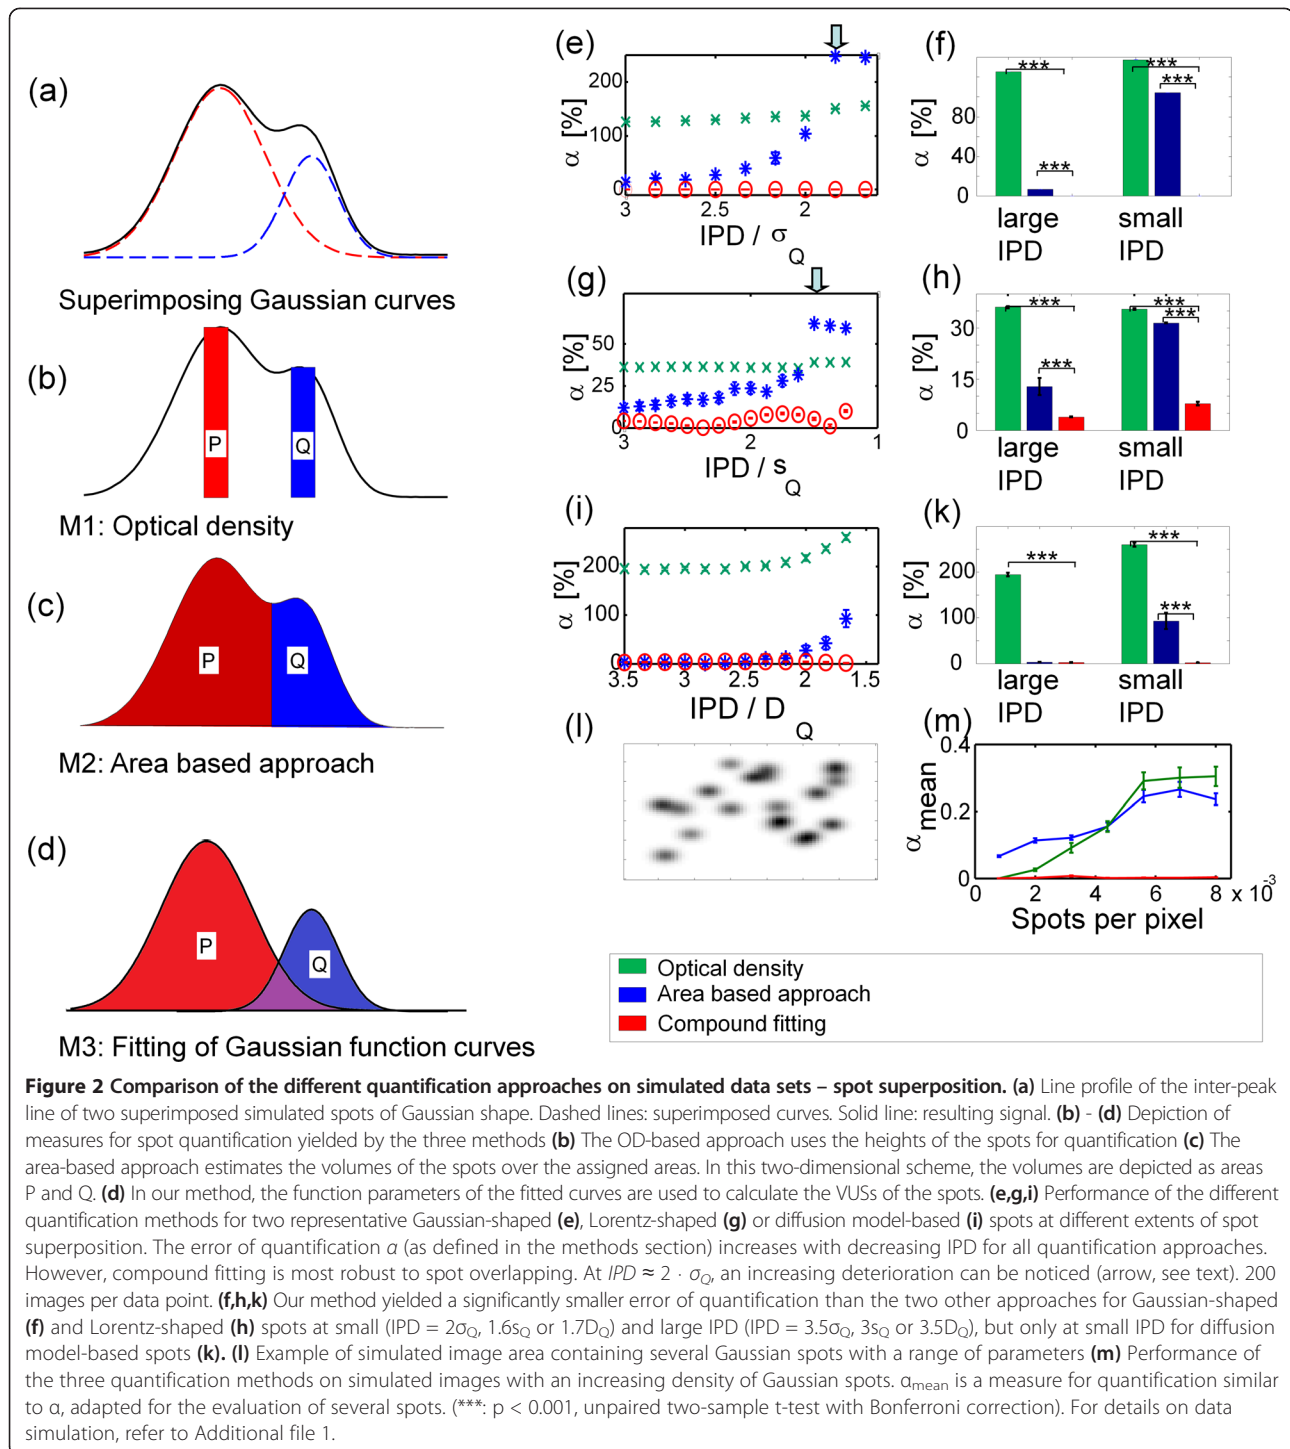 (a)
Superimposing Gaussian curves
(b)
P
Q
M1: Optical density
(c)
P
Q
M2: Area based approach
(d)
P
Q
M3: Fitting of Gaussian function curves
(e)
α [%]
200
100
0
3
2.5
2
IPD / σQ
(f)
α [%]
80
40
0
***
***
***
***
large IPD
small IPD
(g)
α [%]
50
25
0
3
2
1
IPD / sQ
(h)
α [%]
30
15
0
***
***
***
***
large IPD
small IPD
(i)
α [%]
200
100
0
3.5
3
2.5
2
1.5
IPD / DQ
(k)
α [%]
200
100
0
***
***
***
large IPD
small IPD
(l)
(m)
αmean
0.4
0.2
0
2
4
6
8 x 10-3
Spots per pixel
Optical density
Area based approach
Compound fitting
Figure 2 Comparison of the different quantification approaches on simulated data sets – spot superposition. (a) Line profile of the inter-peak
line of two superimposed simulated spots of Gaussian shape. Dashed lines: superimposed curves. Solid line: resulting signal. (b) - (d) Depiction of
measures for spot quantification yielded by the three methods (b) The OD-based approach uses the heights of the spots for quantification (c) The
area-based approach estimates the volumes of the spots over the assigned areas. In this two-dimensional scheme, the volumes are depicted as areas
P and Q. (d) In our method, the function parameters of the fitted curves are used to calculate the VUSs of the spots. (e,g,i) Performance of the different
quantification methods for two representative Gaussian-shaped (e), Lorentz-shaped (g) or diffusion model-based (i) spots at different extents of spot
superposition. The error of quantification α (as defined in the methods section) increases with decreasing IPD for all quantification approaches.
However, compound fitting is most robust to spot overlapping. At IPD ≈ 2 · σQ, an increasing deterioration can be noticed (arrow, see text). 200
images per data point. (f,h,k) Our method yielded a significantly smaller error of quantification than the two other approaches for Gaussian-shaped
(f) and Lorentz-shaped (h) spots at small (IPD = 2σQ, 1.6sQ or 1.7DQ) and large IPD (IPD = 3.5σQ, 3sQ or 3.5DQ), but only at small IPD for diffusion
model-based spots (k). (l) Example of simulated image area containing several Gaussian spots with a range of parameters (m) Performance of
the three quantification methods on simulated images with an increasing density of Gaussian spots. αmean is a measure for quantification similar
to α, adapted for the evaluation of several spots. (***: p < 0.001, unpaired two-sample t-test with Bonferroni correction). For details on data
simulation, refer to Additional file 1.